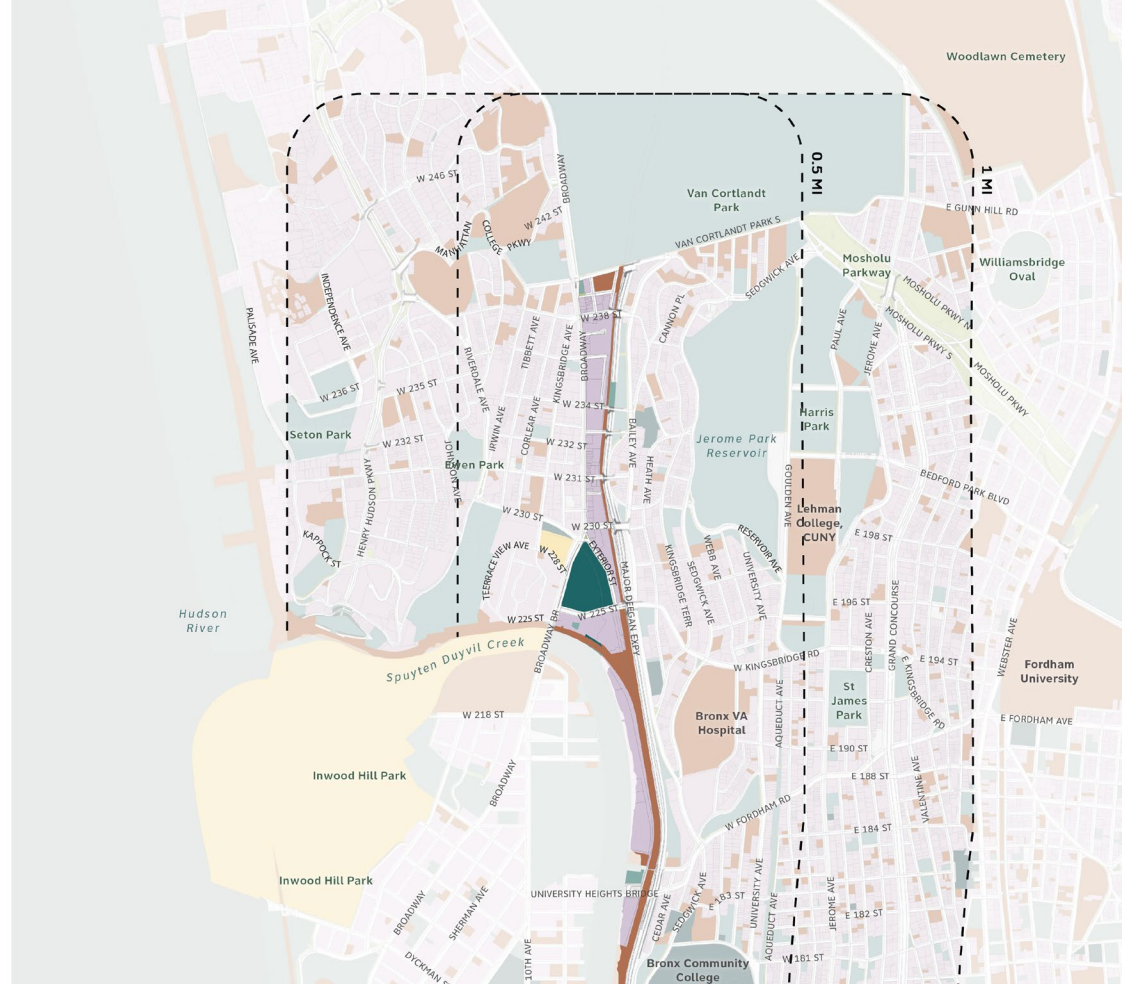 Woodlawn Cemetery
BROADWAY
0.5 MI
1 MI
W 246 ST
Van Cortlandt
Park
E GUNN HILL RD
W 242 ST
MANHATTAN
COLLEGE PKWY
VAN CORTLANDT PARK S
Mosholu
Parkway
Williamsbridge
Oval
SEDGWICK AVE
MOSHOLU PKWY N
INDEPENDENCE AVE
PALISADE AVE
CANNON PL
W 238 ST
PAUL AVE
JEROME AVE
MOSHOLU PKWY S
TIBBETT AVE
KINGSBRIDGE AVE
BROADWAY
RIVERDALE AVE
MOSHOLU PKWY
W 236 ST
W 235 ST
W 234 ST
IRWIN AVE
CORLEAR AVE
BAILEY AVE
Harris
Park
Seton Park
W 232 ST
W 232 ST
Jerome Park
Reservoir
JOHNSON AVE
Ewen Park
HENRY HUDSON PKWY
W 231 ST
HEATH AVE
GOULDEN AVE
BEDFORD PARK BLVD
Lehman
College,
CUNY
W 230 ST
W 230 ST
KAPPOCK ST
RESERVOIR AVE
E 198 ST
TEERRACE VIEW AVE
W 228 ST
EXTERIOR ST
MAJOR DEEGAN EXPY
KINGSBRIDGE TERR
SEDGWICK AVE
WEBB AVE
UNIVERSITY AVE
Hudson
River
W 225 ST
W 225 ST
E 196 ST
CRESTON AVE
GRAND CONCOURSE
WEBSTER AVE
BROADWAY BR
Spuyten Duyvil Creek
W KINGSBRIDGE RD
E 194 ST
E KINGSBRIDGE RD
Fordham
University
St
James
Park
Bronx VA
Hospital
AQUEDUCT AVE
W 218 ST
E FORDHAM AVE
E 190 ST
Inwood Hill Park
BROADWAY
E 188 ST
VALENTINE AVE
W FORDHAM RD
E 184 ST
Inwood Hill Park
UNIVERSITY HEIGHTS BRIDGE
BROADWAY
SHERMAN AVE
CEDAR AVE
SEDGWICK AVE
E 183 ST
UNIVERSITY AVE
AQUEDUCT AVE
JEROME AVE
E 182 ST
DYCKMAN S
10TH AVE
Bronx Community
College
W 181 ST